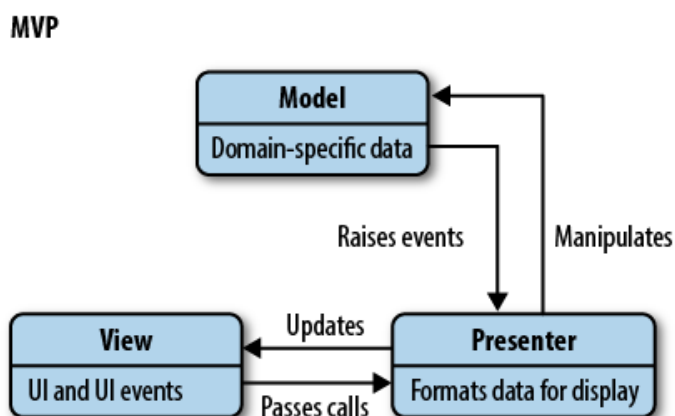 MVP
Model
Domain-specific data
Raises events
Manipulates
Updates
View
UI and UI events
Presenter
Formats data for display
Passes calls